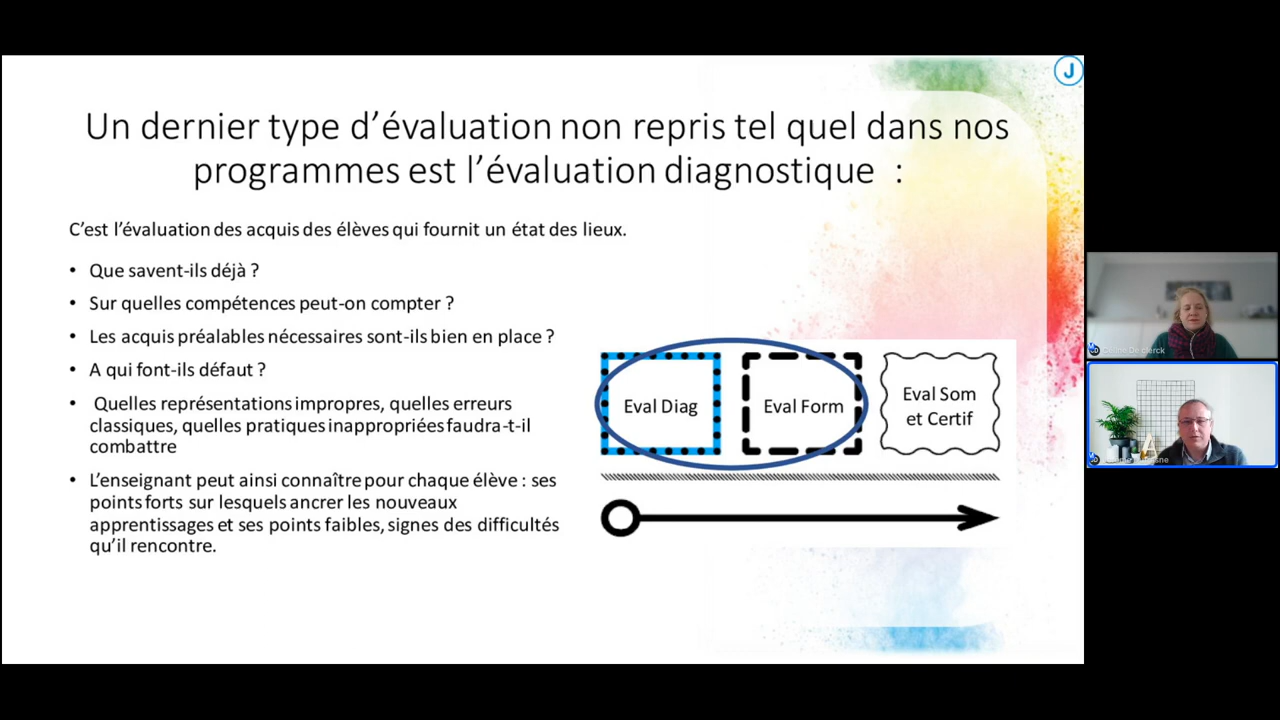 J
Un dernier type d’évaluation non repris tel quel dans nos
programmes est l’évaluation diagnostique :
C’est l’évaluation des acquis des élèves qui fournit un état des lieux.
• Que savent-ils déjà ?
• Sur quelles compétences peut-on compter ?
• Les acquis préalables nécessaires sont-ils bien en place ?
• A qui font-ils défaut ?
• Quelles représentations impropres, quelles erreurs
classiques, quelles pratiques inappropriées faudra-t-il
combattre
• L’enseignant peut ainsi connaître pour chaque élève : ses
points forts sur lesquels ancrer les nouveaux
apprentissages et ses points faibles, signes des difficultés
qu’il rencontre.
Eval Diag
Eval Form
Eval Som
et Certif